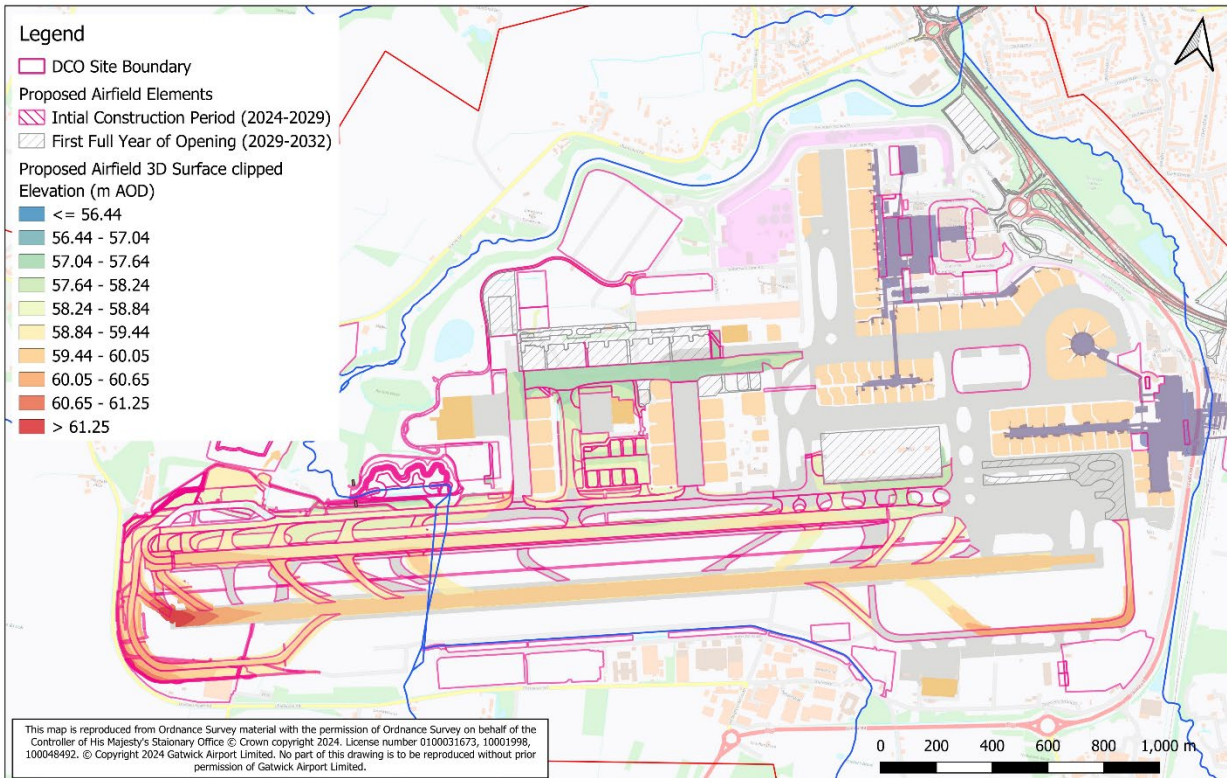 Legend
DCO Site Boundary
Proposed Airfield Elements
Intial Construction Period (2024-2029)
First Full Year of Opening (2029-2032)
Proposed Airfield 3D Surface clipped
Elevation (m AOD)
<= 56.44
56.44 - 57.04
57.04 - 57.64
57.64 - 58.24
58.24 - 58.84
58.84 - 59.44
59.44 - 60.05
60.05 - 60.65
60.65 - 61.25
> 61.25
This map is reproduced from Ordnance Survey material with the permission of Ordnance Survey on behalf of the
Controller of His Majesty's Staionary Office © Crown copyright 2024. License number 0100031673, 10001998,
100048492. © Copyright 2024 Gatwick Airport Limited. No part of this drawing is to be reproduced without prior
permission of Gatwick Airport Limited.
0 200 400 600 800 1,000 m